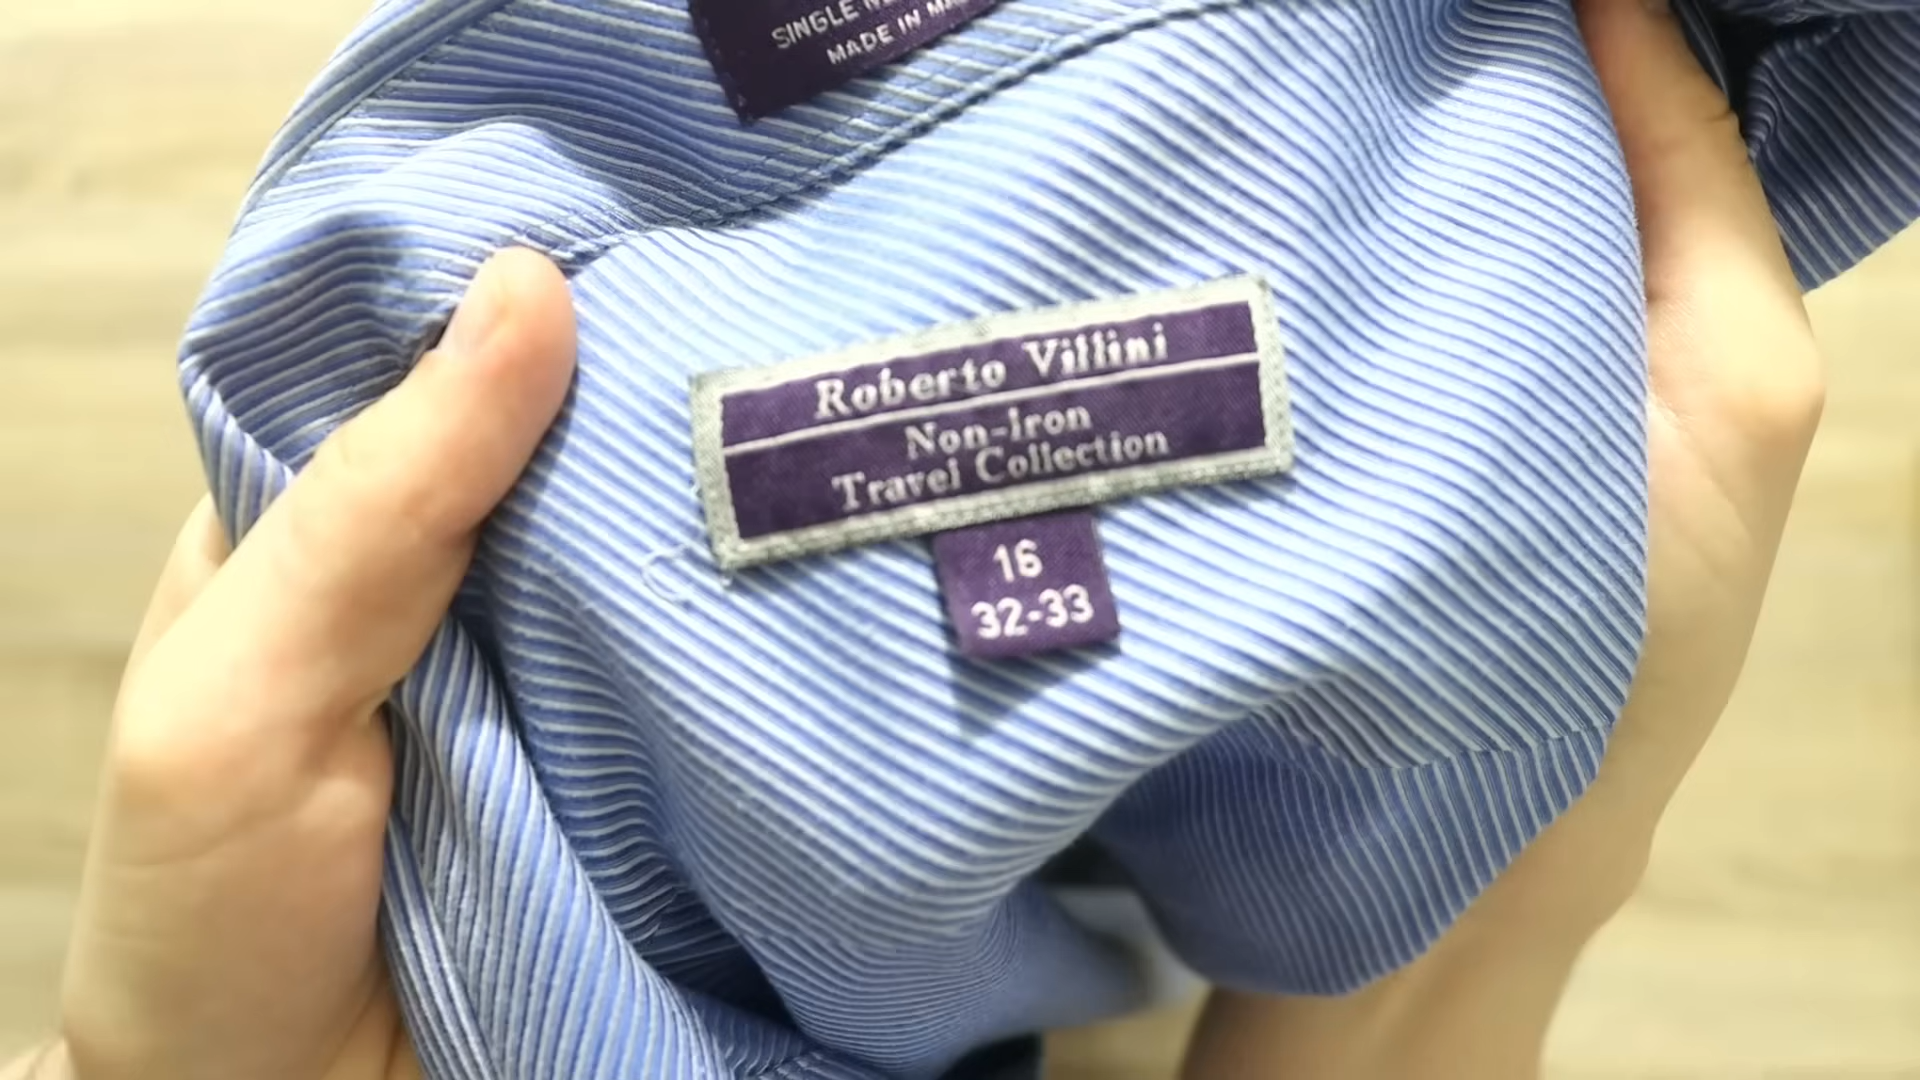 SINGLE
MADE IN
Roberto Villini
Non-Iron
Travel Collection
16
32-33